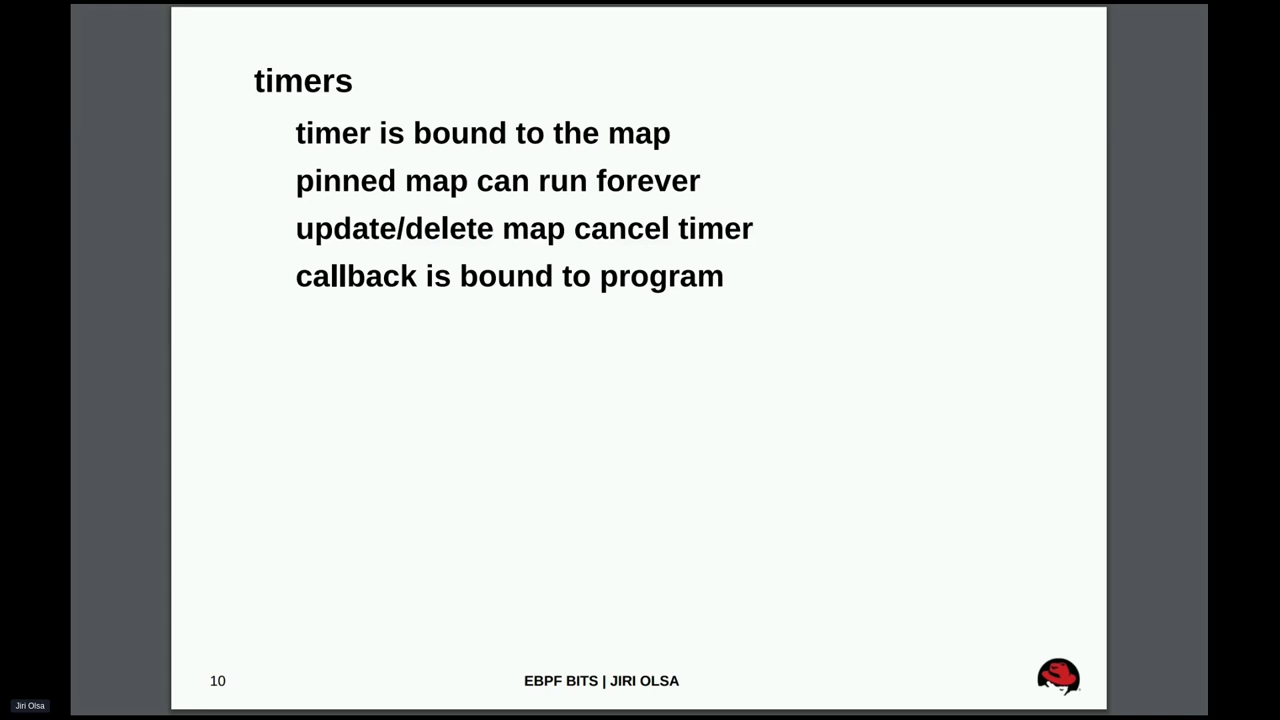 timers
timer is bound to the map
pinned map can run forever
update/delete map cancel timer
callback is bound to program
10
EBPF BITS | JIRI OLSA
Jiri Olsa